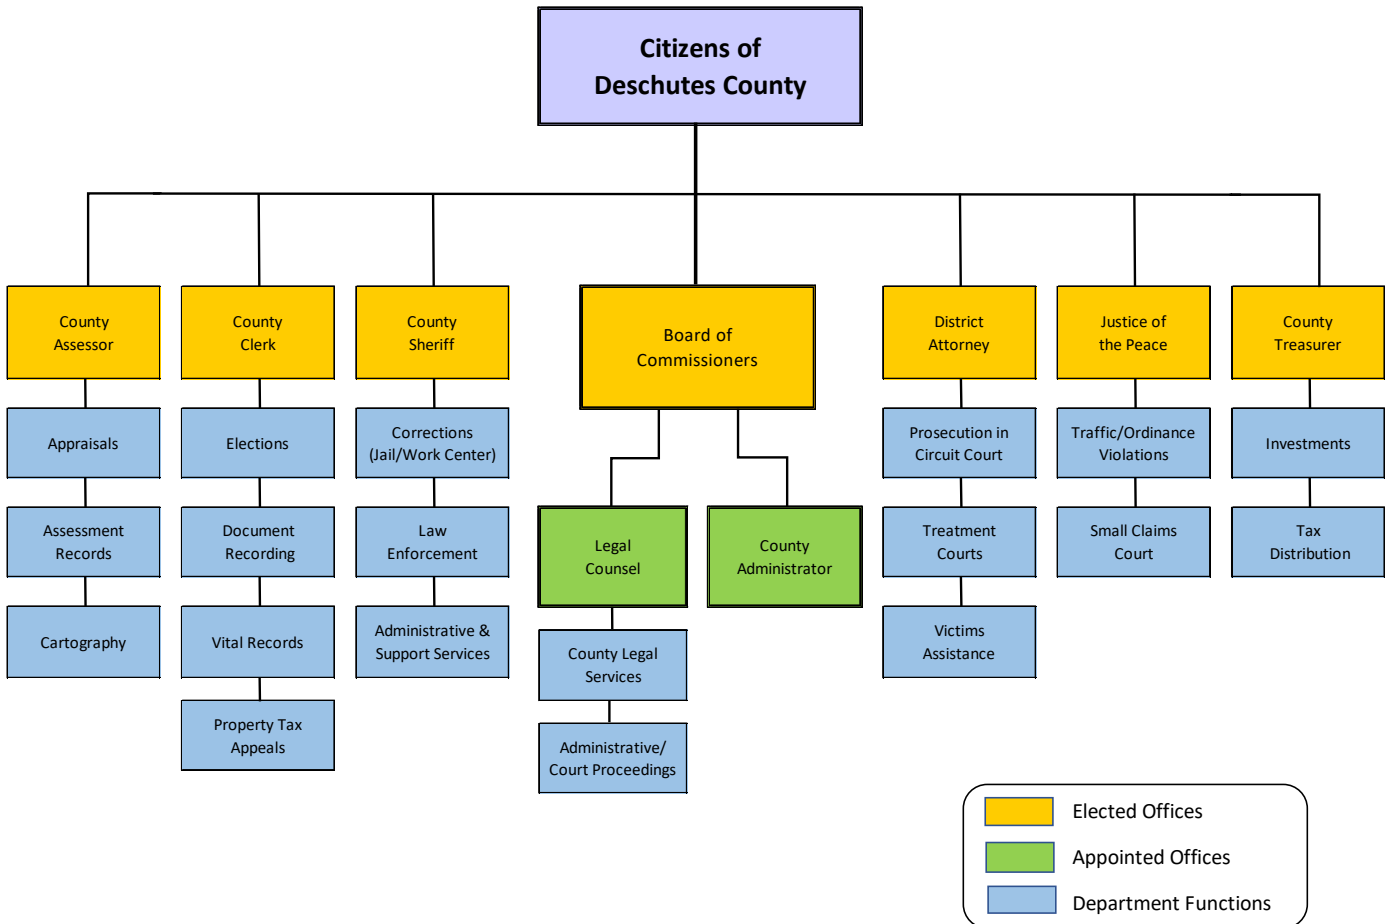 Citizens of
Deschutes County
County
Assessor
County
Clerk
County
Sheriff
Board of
Commissioners
District
Attorney
Justice of
the Peace
County
Treasurer
Appraisals
Elections
Corrections
(Jail/Work Center)
Prosecution in
Circuit Court
Traffic/Ordinance
Violations
Investments
Assessment
Records
Document
Recording
Law
Enforcement
Legal
Counsel
County
Administrator
Treatment
Courts
Small Claims
Court
Tax
Distribution
Cartography
Vital Records
Administrative &
Support Services
County Legal
Services
Victims
Assistance
Property Tax
Appeals
Administrative/
Court Proceedings
Elected Offices
Appointed Offices
Department Functions